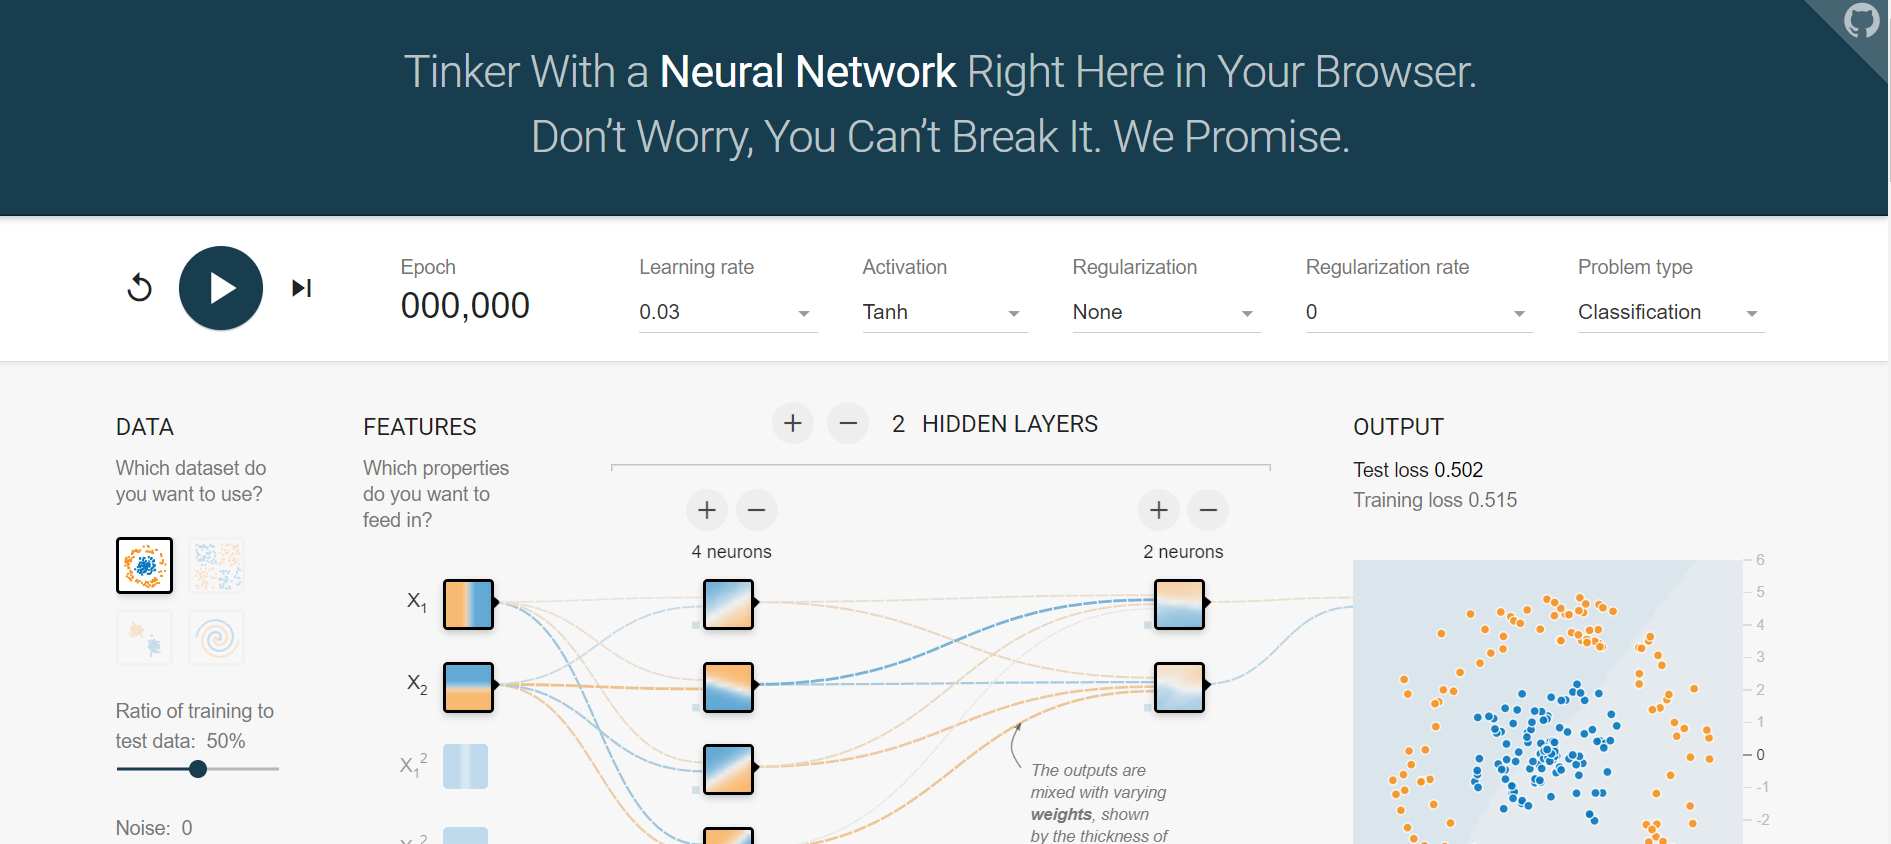 Tinker With a Neural Network Right Here in Your Browser.
Don’t Worry, You Can’t Break It. We Promise.
Epoch
000,000
Learning rate
0.03
Activation
Tanh
Regularization
None
Regularization rate
0
Problem type
Classification
DATA
Which dataset do
you want to use?
Ratio of training to
test data: 50%
Noise: 0
FEATURES
Which properties
do you want to
feed in?
X1
X2
X1²
X2²
2 HIDDEN LAYERS
4 neurons
2 neurons
The outputs are
mixed with varying
weights, shown
by the thickness of
OUTPUT
Test loss 0.502
Training loss 0.515
6
5
4
3
2
1
0
-1
-2